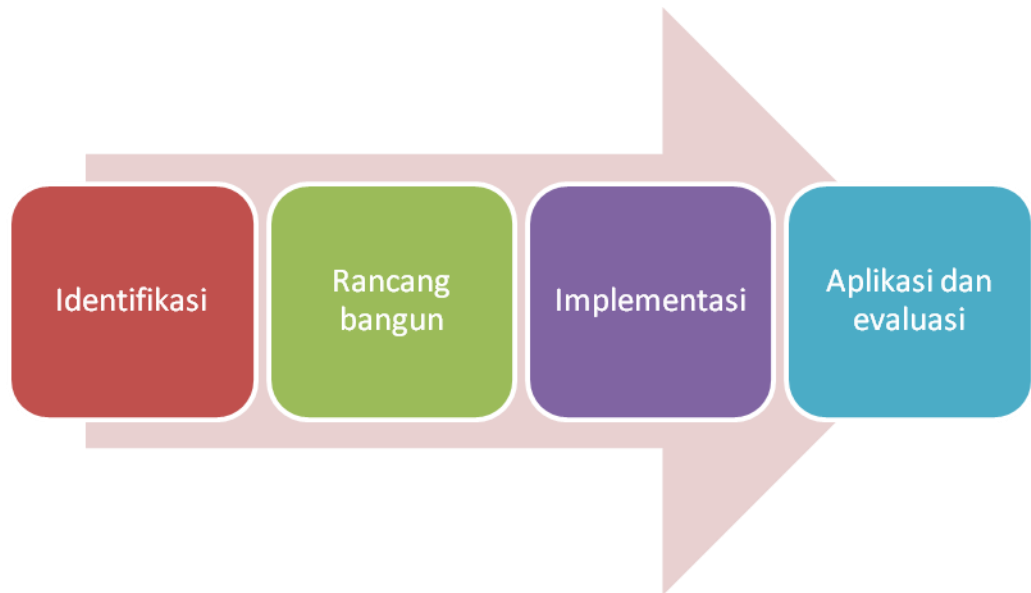 Identifikasi
Rancang
bangun
Implementasi
Aplikasi dan
evaluasi